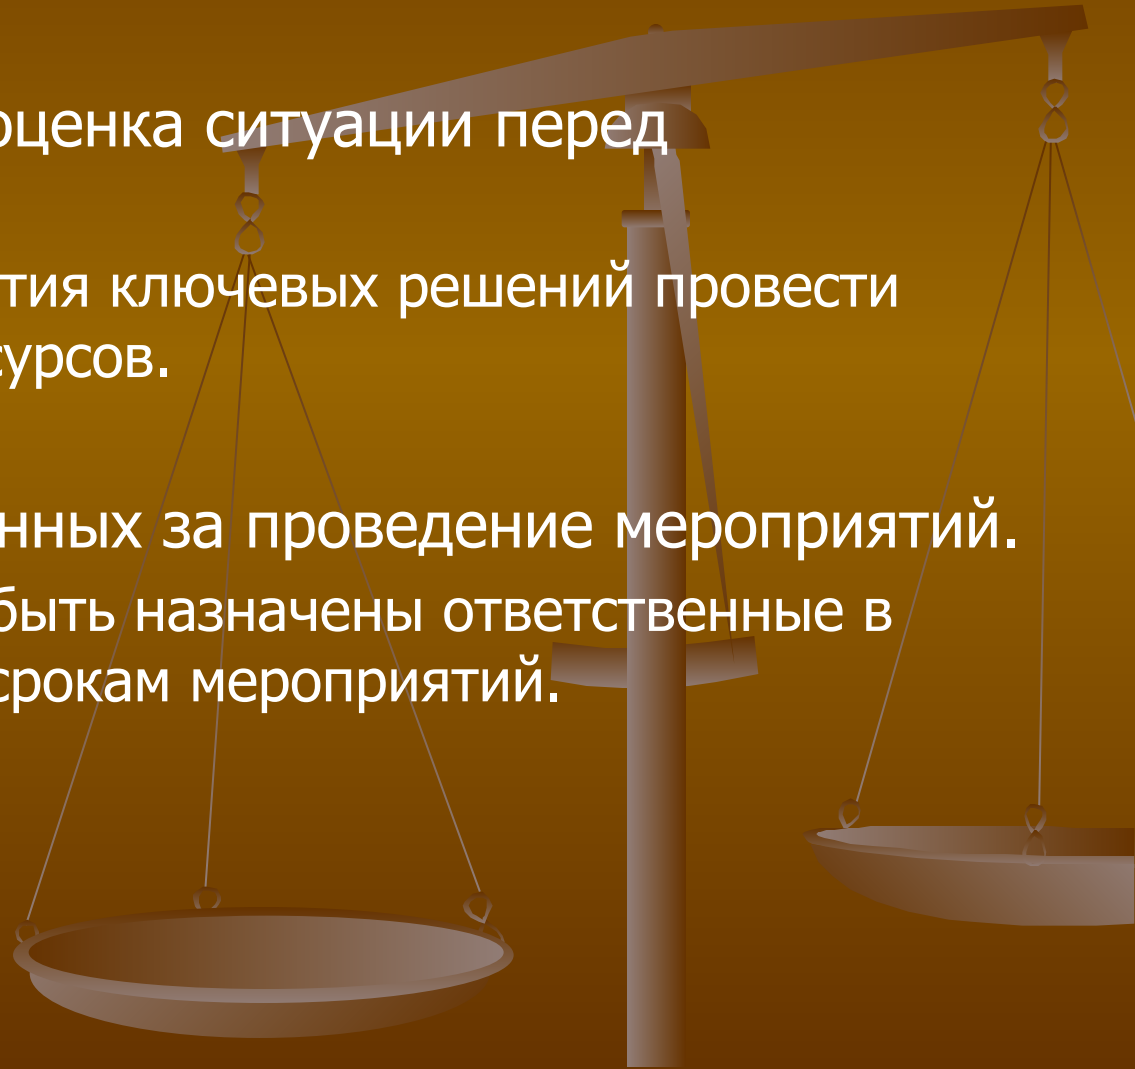 оценка ситуации перед
тия ключевых решений провести
сурсов.
нных за проведение мероприятий.
быть назначены ответственные в
срокам мероприятий.